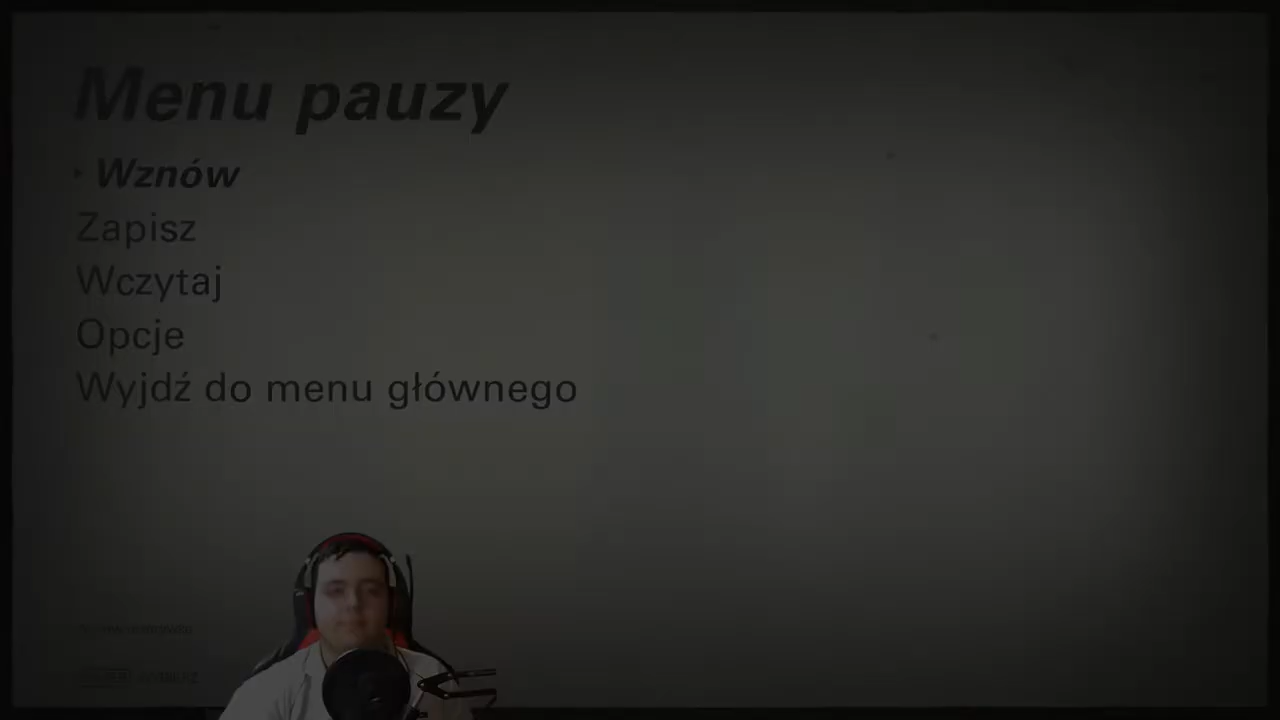 Menu pauzy
Wznów
Zapisz
Wczytaj
Opcje
Wyjdź do menu głównego